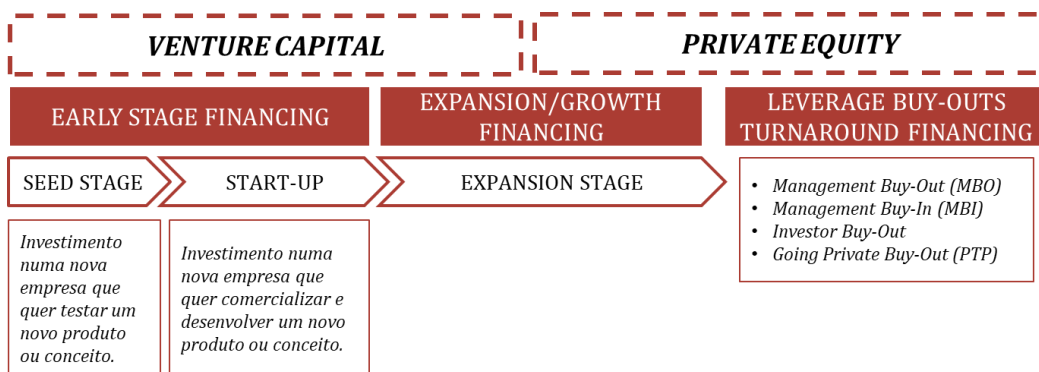 VENTURE CAPITAL
PRIVATE EQUITY
EARLY STAGE FINANCING
EXPANSION/GROWTH
FINANCING
LEVERAGE BUY-OUTS
TURNAROUND FINANCING
SEED STAGE
START-UP
EXPANSION STAGE
• Management Buy-Out (MBO)
• Management Buy-In (MBI)
• Investor Buy-Out
• Going Private Buy-Out (PTP)
Investimento
numa nova
empresa que
quer testar um
novo produto
ou conceito.
Investimento numa
nova empresa que
quer comercializar e
desenvolver um novo
produto ou conceito.